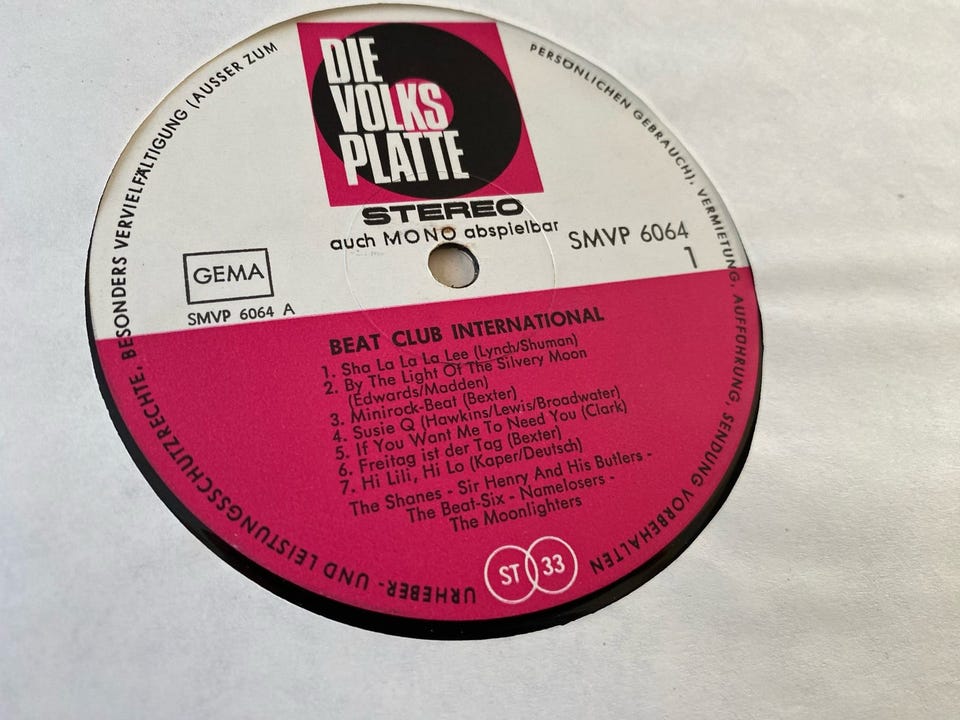 DIE
VOLKS
PLATTE
STEREO
auch MONO abspielbar
SMVP 6064
1
GEMA
SMVP 6064 A
BEAT CLUB INTERNATIONAL
1. Sha La La La Lee (Lynch/Shuman)
2. By The Light Of The Silvery Moon
(Edwards/Madden)
3. Minirock-Beat (Bexter)
4. Susie Q (Hawkins/Lewis/Broadwater)
5. If You Want Me To Need You (Clark)
6. Freitag ist der Tag (Bexter)
7. Hi Lili, Hi Lo (Kaper/Deutsch)
The Shanes - Sir Henry And His Butlers -
The Beat-Six - Namelosers -
The Moonlighters
ST 33
URHEBER- UND LEISTUNGSSCHUTZRECHTE, BESONDERS VERVIELFÄLTIGUNG (AUSSER ZUM PERSÖNLICHEN GEBRAUCH), VERMIETUNG, AUFFÜHRUNG, SENDUNG VORBEHALTEN